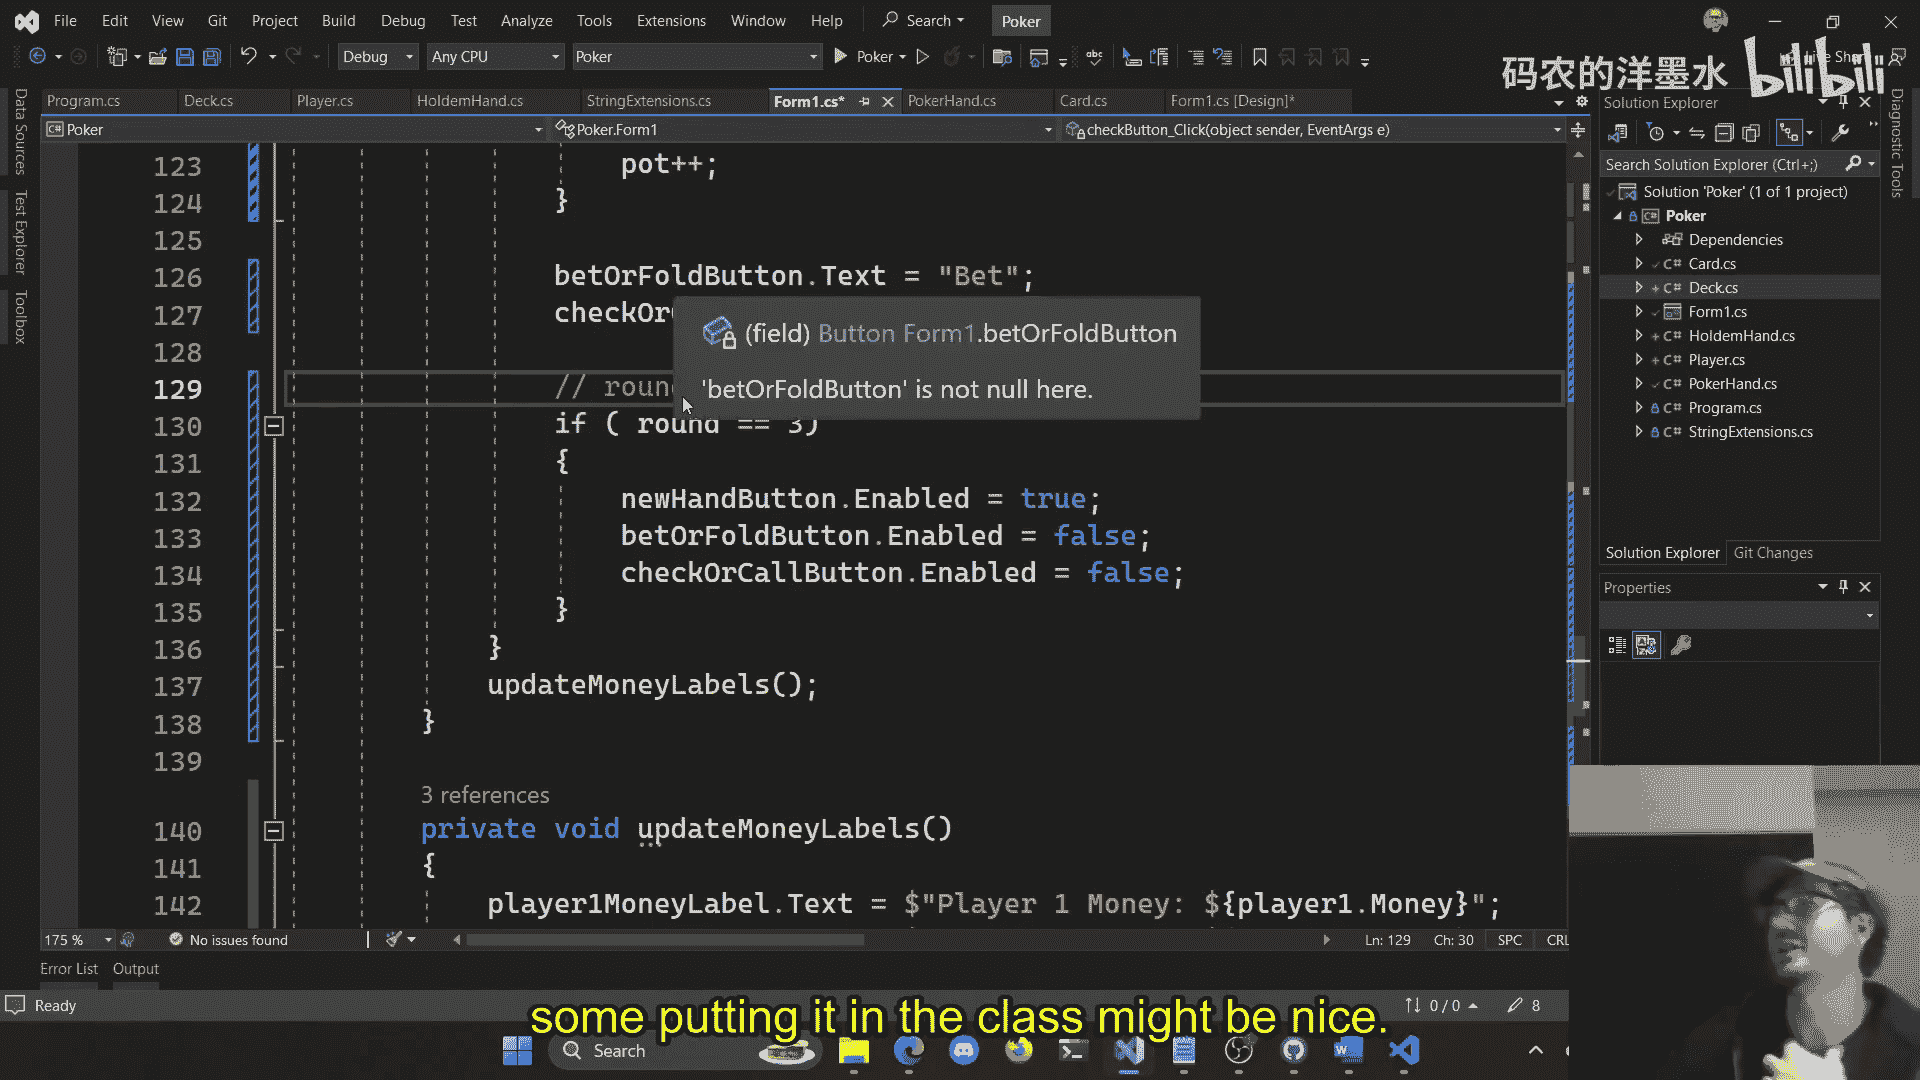 File Edit View Git Project Build Debug Test Analyze Tools Extensions Window Help Search Poker
Debug Any CPU Poker Poker
码农的洋墨水 bilibili
Program.cs Deck.cs Player.cs HoldemHand.cs StringExtensions.cs Form1.cs* PokerHand.cs Card.cs Form1.cs [Design]*
Poker Poker.Form1 checkButton_Click(object sender, EventArgs e)
Data Sources
Test Explorer
Toolbox
123 pot++;
124 }
125
126 betOrFoldButton.Text = "Bet";
127 checkOr
(field) Button Form1.betOrFoldButton
'betOrFoldButton' is not null here.
128
129 // roun
130 if ( round == 3)
131 {
132 newHandButton.Enabled = true;
133 betOrFoldButton.Enabled = false;
134 checkOrCallButton.Enabled = false;
135 }
136 }
137 updateMoneyLabels();
138 }
139
3 references
140 private void updateMoneyLabels()
141 {
142 player1MoneyLabel.Text = $"Player 1 Money: ${player1.Money}";
175 % No issues found Ln: 129 Ch: 30 SPC CRL
Error List Output
Ready 0 / 0 8
Solution Explorer
Search Solution Explorer (Ctrl+;)
Solution 'Poker' (1 of 1 project)
Poker
Dependencies
Card.cs
Deck.cs
Form1.cs
HoldemHand.cs
Player.cs
PokerHand.cs
Program.cs
StringExtensions.cs
Solution Explorer Git Changes
Properties
Diagnostic Tools
some putting it in the class might be nice.
Search